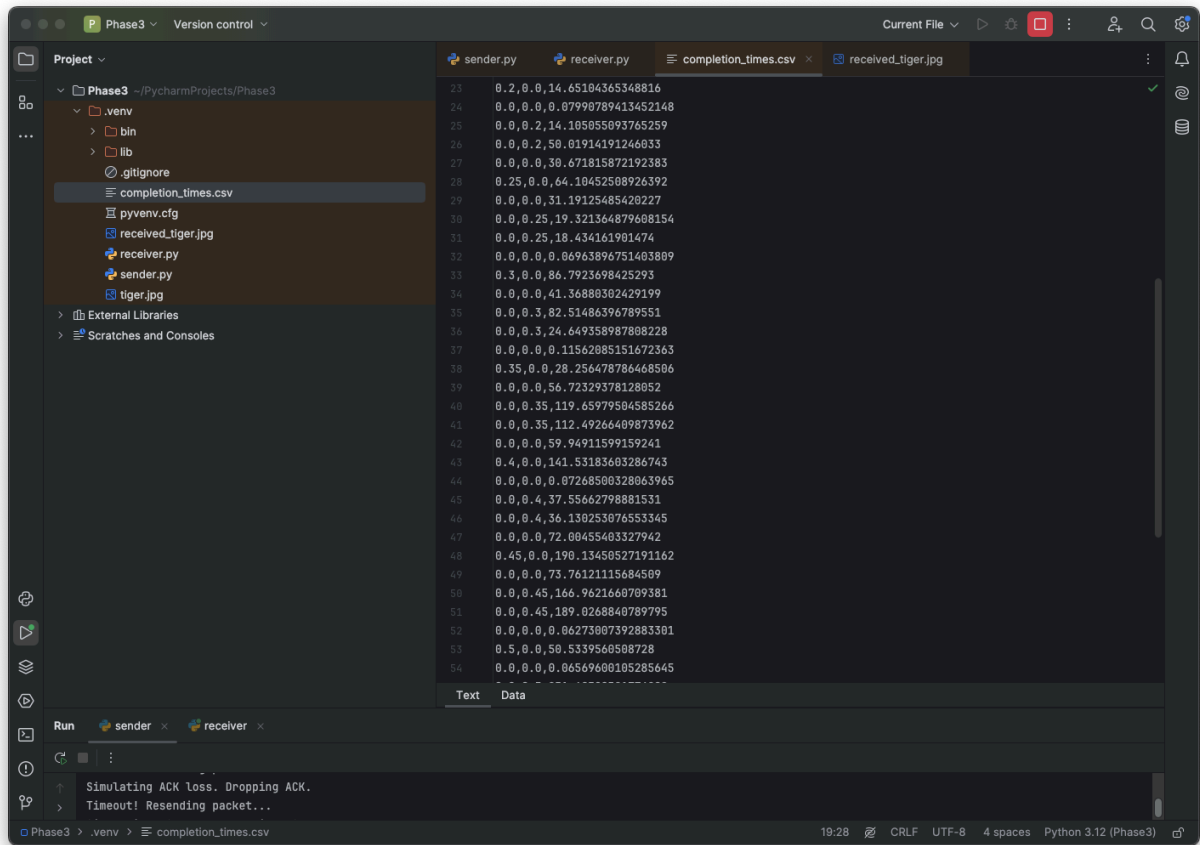 P Phase3 Version control Current File
Project
Phase3 ~/PycharmProjects/Phase3
.venv
bin
lib
.gitignore
completion_times.csv
pyvenv.cfg
received_tiger.jpg
receiver.py
sender.py
tiger.jpg
External Libraries
Scratches and Consoles
sender.py receiver.py completion_times.csv received_tiger.jpg
23 0.2,0.0,14.65104365348816
24 0.0,0.0,0.07990789413452148
25 0.0,0.2,14.105055093765259
26 0.0,0.2,50.01914191246033
27 0.0,0.0,30.671815872192383
28 0.25,0.0,64.10452508926392
29 0.0,0.0,31.19125485420227
30 0.0,0.25,19.321364879608154
31 0.0,0.25,18.434161901474
32 0.0,0.0,0.06963896751403809
33 0.3,0.0,86.7923698425293
34 0.0,0.0,41.36880302429199
35 0.0,0.3,82.51486396789551
36 0.0,0.3,24.649358987808228
37 0.0,0.0,0.11562085151672363
38 0.35,0.0,28.256478786468506
39 0.0,0.0,56.72329378128052
40 0.0,0.35,119.65979504585266
41 0.0,0.35,112.49266409873962
42 0.0,0.0,59.94911599159241
43 0.4,0.0,141.53183603286743
44 0.0,0.0,0.07268500328063965
45 0.0,0.4,37.55662798881531
46 0.0,0.4,36.130253076553345
47 0.0,0.0,72.00455403327942
48 0.45,0.0,190.13450527191162
49 0.0,0.0,73.76121115684509
50 0.0,0.45,166.9621660709381
51 0.0,0.45,189.0268840789795
52 0.0,0.0,0.06273007392883301
53 0.5,0.0,50.5339560508728
54 0.0,0.0,0.06569600105285645
Text Data
Run sender receiver
Simulating ACK loss. Dropping ACK.
Timeout! Resending packet...
Phase3 > .venv > completion_times.csv 19:28 CRLF UTF-8 4 spaces Python 3.12 (Phase3)